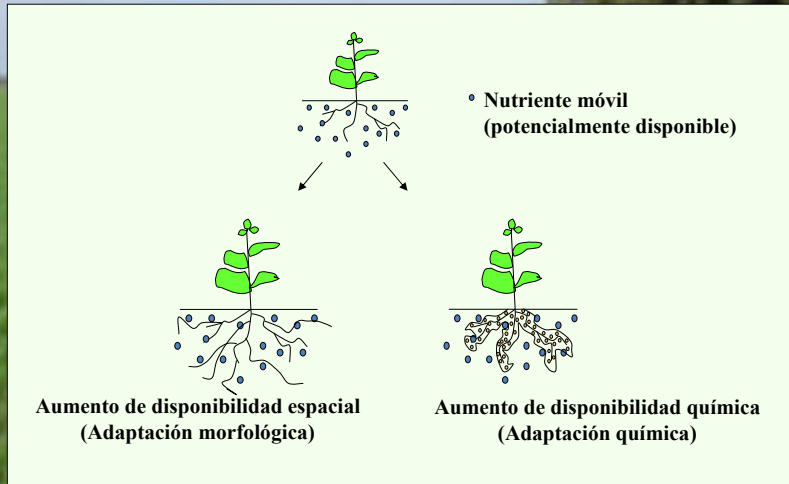 Nutriente móvil
(potencialmente disponible)
Aumento de disponibilidad espacial
(Adaptación morfológica)
Aumento de disponibilidad química
(Adaptación química)